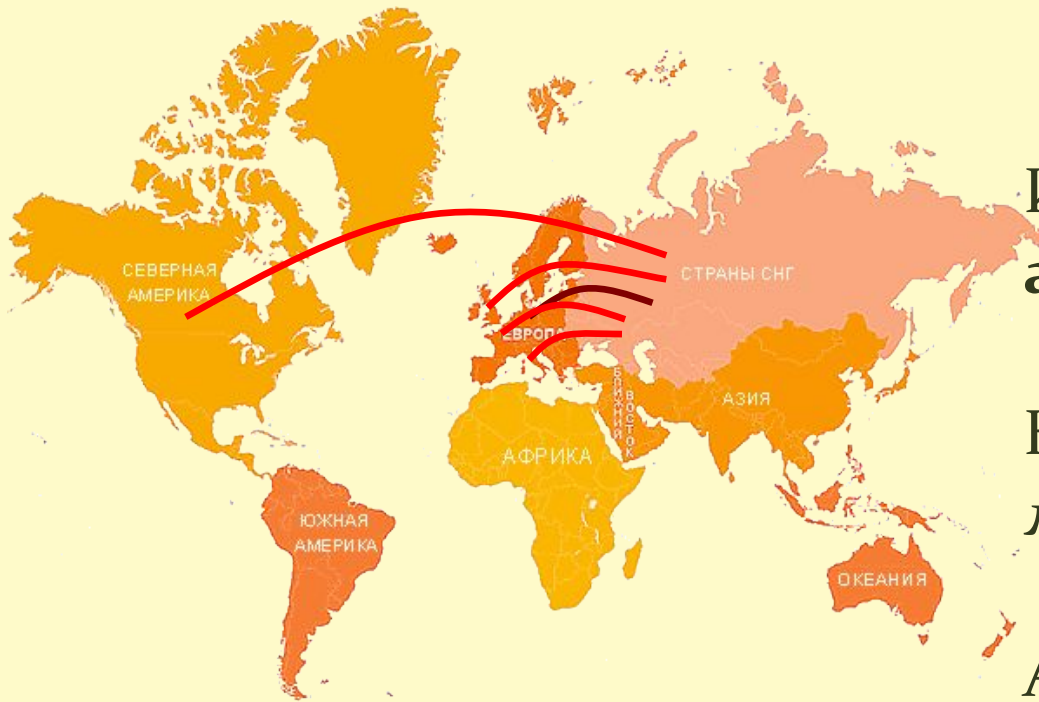 СЕВЕРНАЯ
АМЕРИКА
СТРАНЫ СНГ
ЕВРОПА
БЛИЖНИЙ
ВОСТОК
АЗИЯ
АФРИКА
ЮЖНАЯ
АМЕРИКА
ОКЕАНИЯ